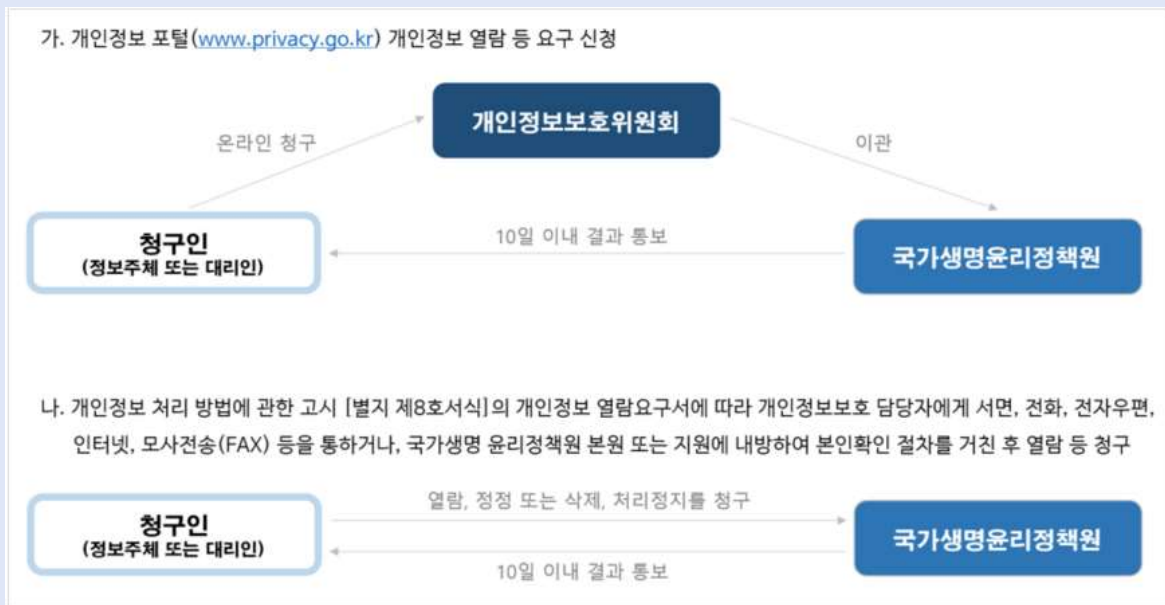 가. 개인정보 포털(www.privacy.go.kr) 개인정보 열람 등 요구 신청
개인정보보호위원회
온라인 청구
이관
청구인
(정보주체 또는 대리인)
10일 이내 결과 통보
국가생명윤리정책원
나. 개인정보 처리 방법에 관한 고시 [별지 제8호서식]의 개인정보 열람요구서에 따라 개인정보보호 담당자에게 서면, 전화, 전자우편,
인터넷, 모사전송(FAX) 등을 통하거나, 국가생명 윤리정책원 본원 또는 지원에 내방하여 본인확인 절차를 거친 후 열람 등 청구
열람, 정정 또는 삭제, 처리정지를 청구
청구인
(정보주체 또는 대리인)
국가생명윤리정책원
10일 이내 결과 통보